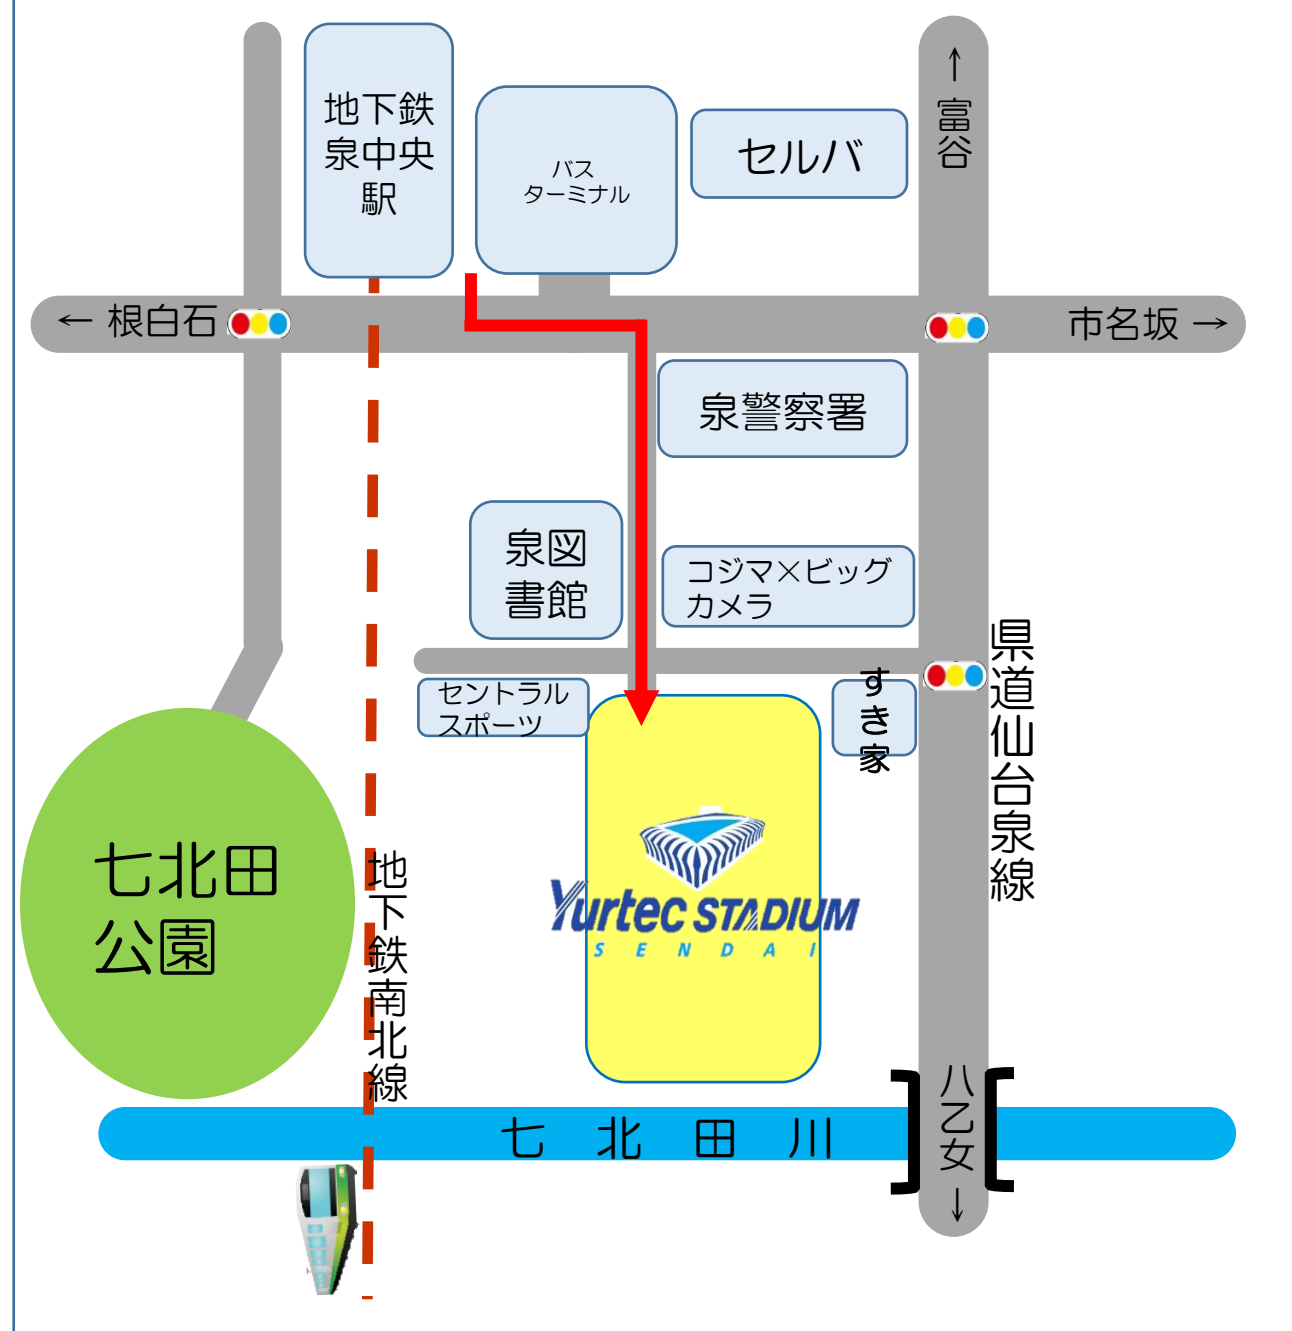 地下鉄
泉中央
駅
バス
ターミナル
セルバ
↑ 富谷
← 根白石
市名坂 →
泉警察署
泉図
書館
コジマ×ビッグ
カメラ
県道仙台泉線
セントラル
スポーツ
すき家
七北田
公園
地下鉄南北線
Yurtec STADIUM
SENDAI
七北田川
八乙女 ↓